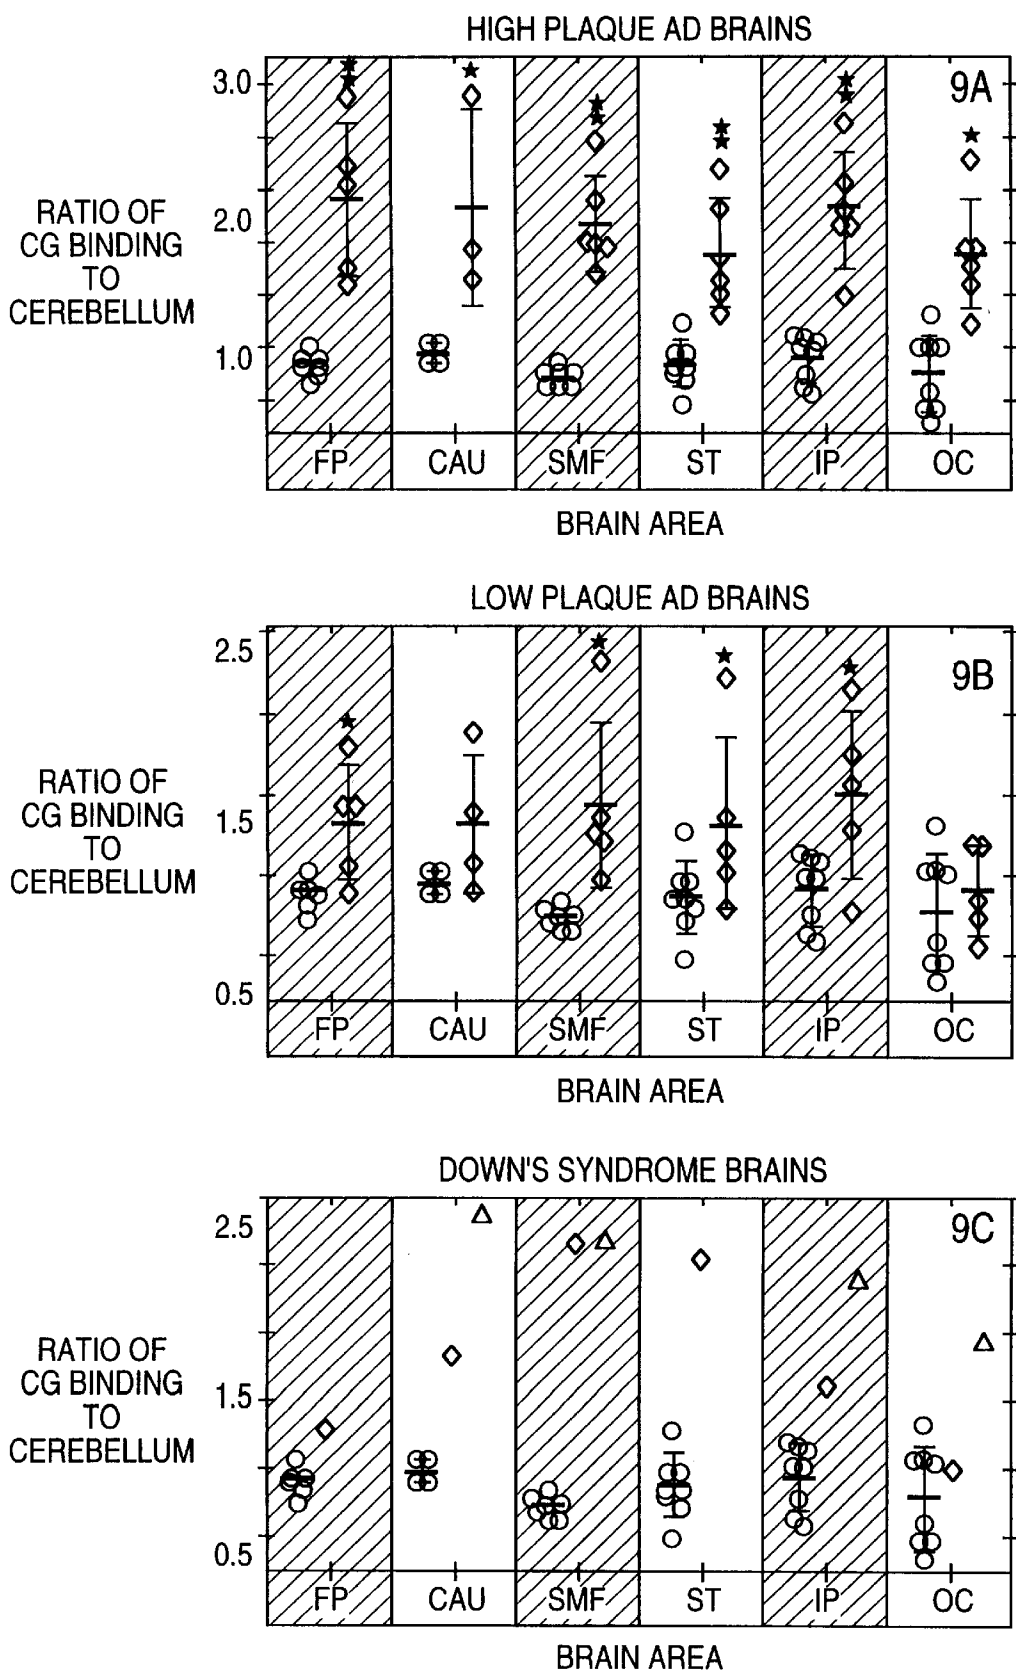 HIGH PLAQUE AD BRAINS
9A
3.0
2.0
1.0
RATIO OF
CG BINDING
TO
CEREBELLUM
FP CAU SMF ST IP OC
BRAIN AREA
LOW PLAQUE AD BRAINS
9B
2.5
1.5
0.5
RATIO OF
CG BINDING
TO
CEREBELLUM
FP CAU SMF ST IP OC
BRAIN AREA
DOWN'S SYNDROME BRAINS
9C
2.5
1.5
0.5
RATIO OF
CG BINDING
TO
CEREBELLUM
FP CAU SMF ST IP OC
BRAIN AREA